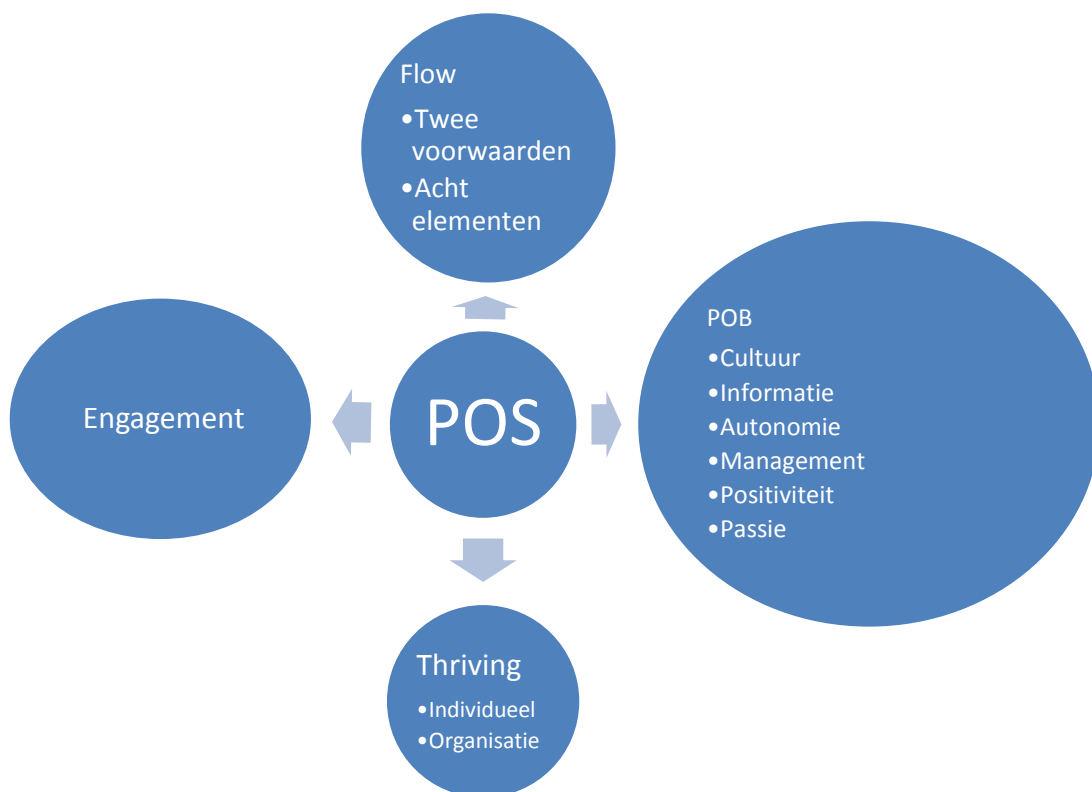 Flow
•Twee
voorwaarden
•Acht
elementen
Engagement
POS
POB
•Cultuur
•Informatie
•Autonomie
•Management
•Positiviteit
•Passie
Thriving
•Individueel
•Organisatie